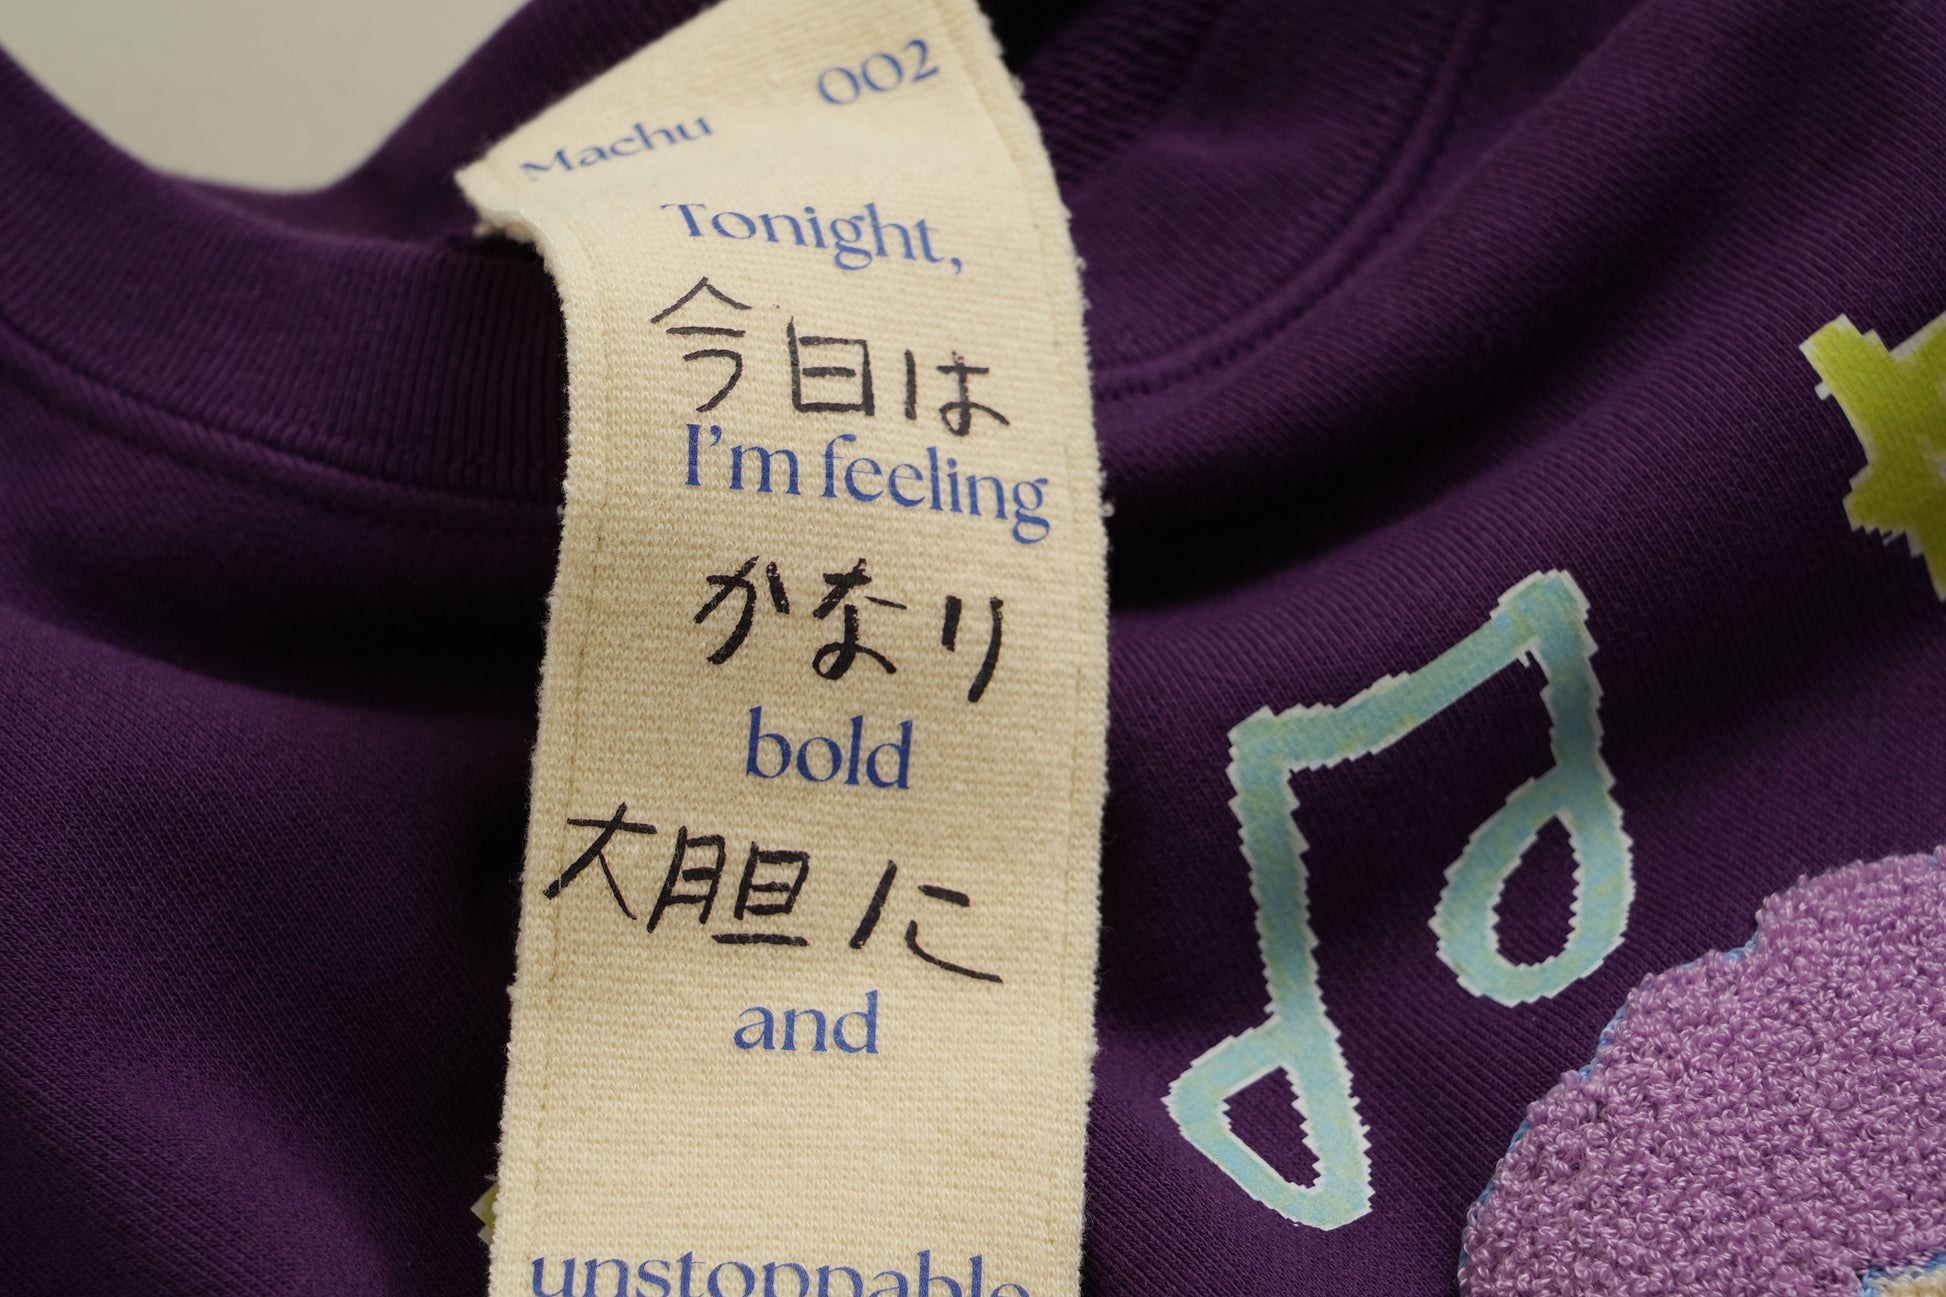 Machu 002
Tonight,
今日は
I'm feeling
かなり
bold
大胆に
and
unstoppable